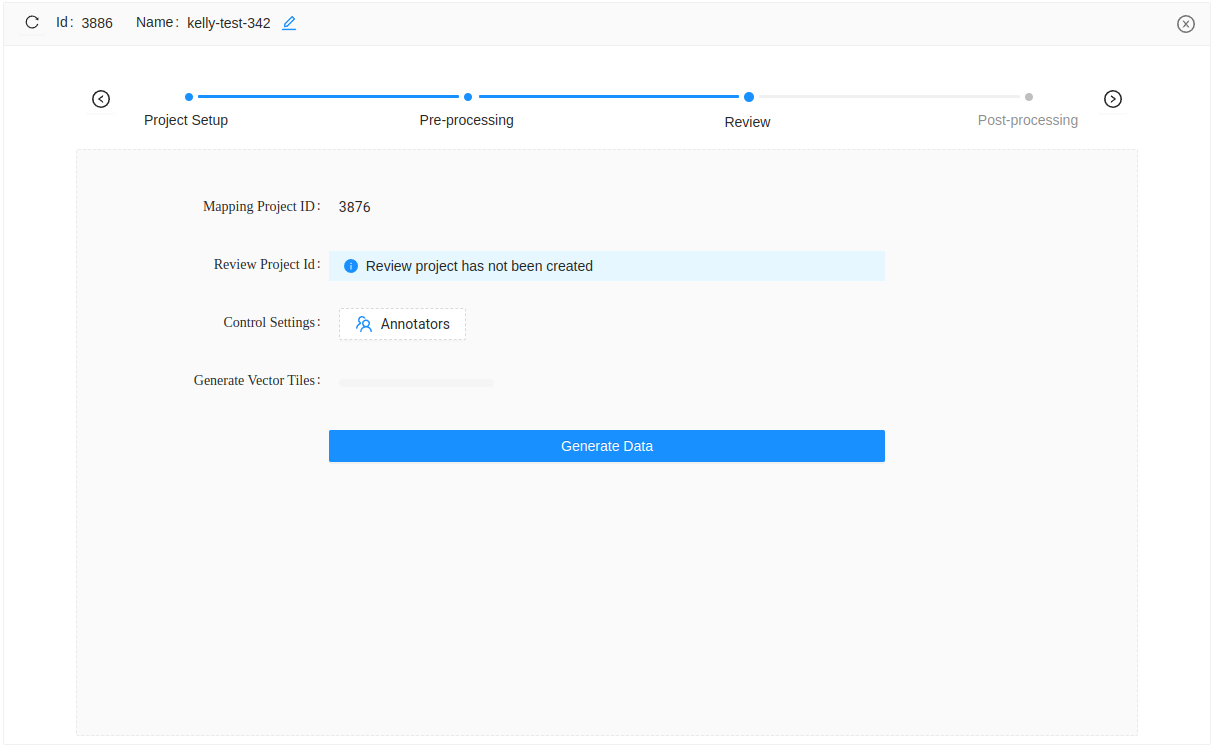 Id: 3886 Name: kelly-test-342
Project Setup Pre-processing Review Post-processing
Mapping Project ID: 3876
Review Project Id: Review project has not been created
Control Settings: Annotators
Generate Vector Tiles:
Generate Data